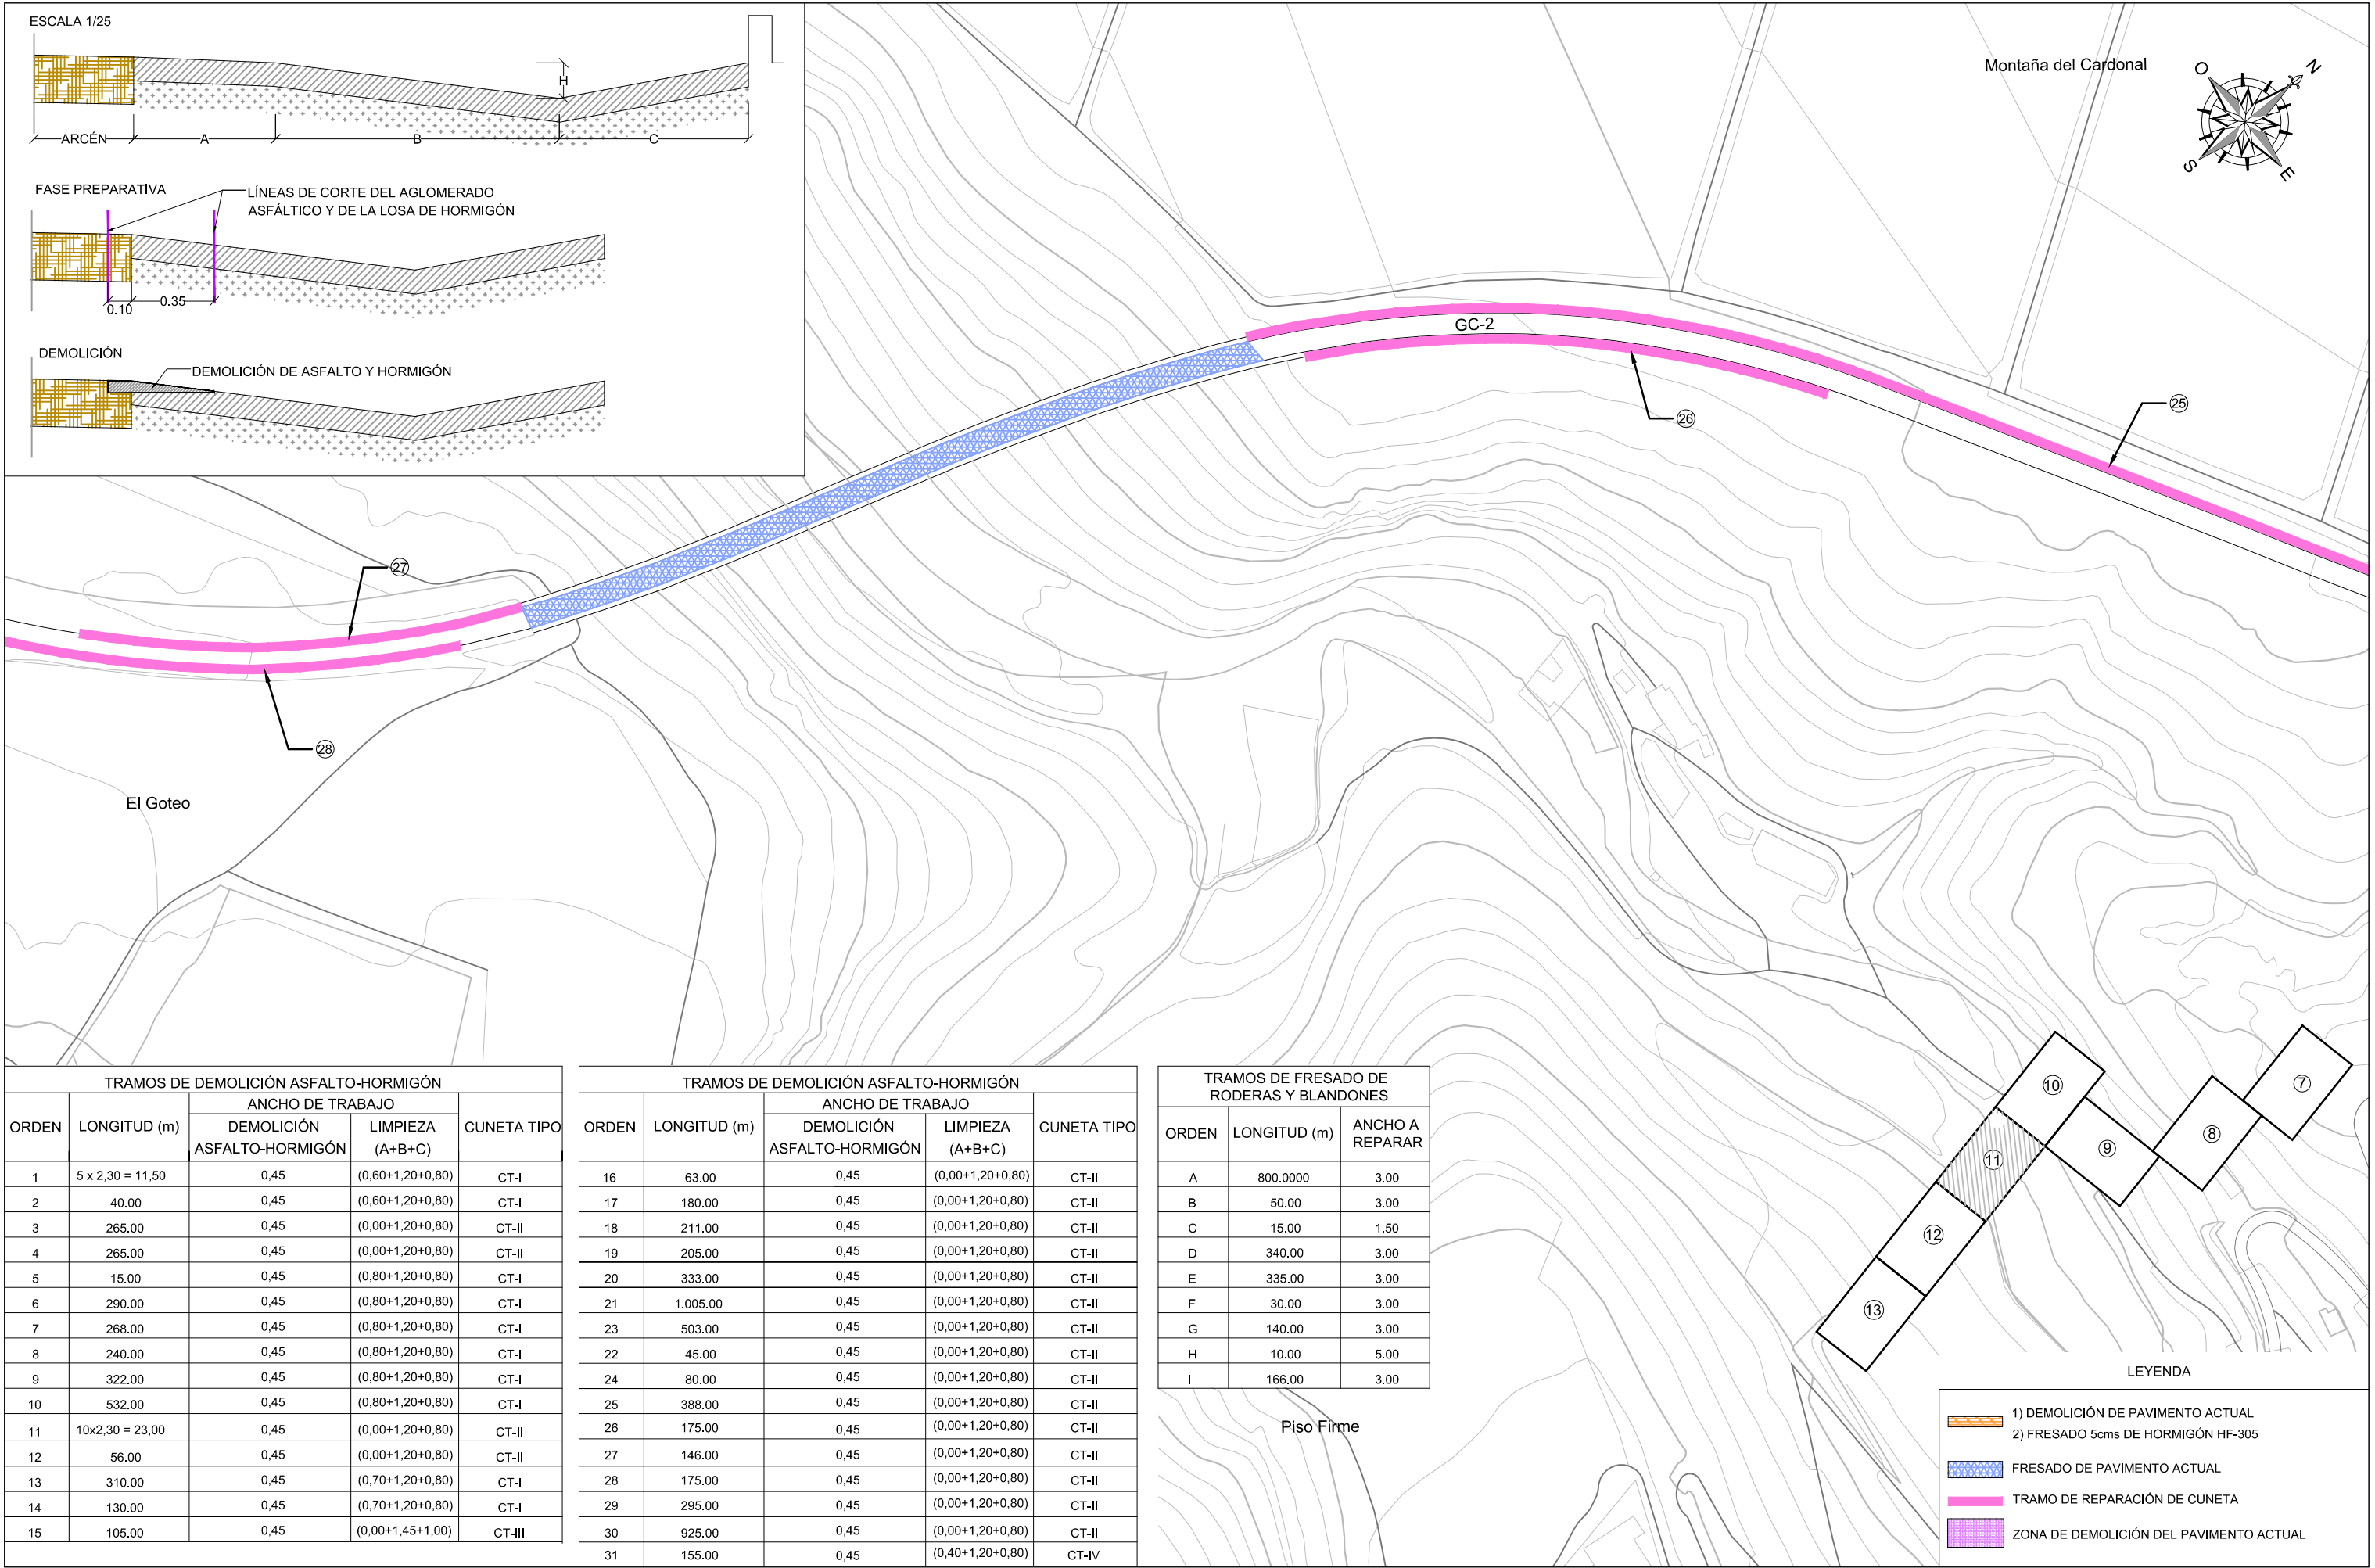 ESCALA 1/25
H
ARCÉN A B C
FASE PREPARATIVA
LÍNEAS DE CORTE DEL AGLOMERADO
ASFÁLTICO Y DE LA LOSA DE HORMIGÓN
0.10 0.35
DEMOLICIÓN
DEMOLICIÓN DE ASFALTO Y HORMIGÓN
Montaña del Cardonal
O N
S E
GC-2
26
25
27
28
El Goteo
Piso Firme
10
7
8
9
11
12
13
TRAMOS DE DEMOLICIÓN ASFALTO-HORMIGÓN
ORDEN LONGITUD (m) ANCHO DE TRABAJO CUNETA TIPO
DEMOLICIÓN LIMPIEZA
ASFALTO-HORMIGÓN (A+B+C)
1 5 x 2,30 = 11,50 0,45 (0,60+1,20+0,80) CT-I
2 40.00 0,45 (0,60+1,20+0,80) CT-I
3 265.00 0,45 (0,00+1,20+0,80) CT-II
4 265.00 0,45 (0,00+1,20+0,80) CT-II
5 15,00 0,45 (0,80+1,20+0,80) CT-I
6 290.00 0,45 (0,80+1,20+0,80) CT-I
7 268.00 0,45 (0,80+1,20+0,80) CT-I
8 240.00 0,45 (0,80+1,20+0,80) CT-I
9 322.00 0,45 (0,80+1,20+0,80) CT-I
10 532.00 0,45 (0,80+1,20+0,80) CT-I
11 10x2,30 = 23,00 0,45 (0,00+1,20+0,80) CT-II
12 56.00 0,45 (0,00+1,20+0,80) CT-II
13 310.00 0,45 (0,70+1,20+0,80) CT-I
14 130.00 0,45 (0,70+1,20+0,80) CT-I
15 105.00 0,45 (0,00+1,45+1,00) CT-III
TRAMOS DE DEMOLICIÓN ASFALTO-HORMIGÓN
ORDEN LONGITUD (m) ANCHO DE TRABAJO CUNETA TIPO
DEMOLICIÓN LIMPIEZA
ASFALTO-HORMIGÓN (A+B+C)
16 63.00 0,45 (0,00+1,20+0,80) CT-II
17 180.00 0,45 (0,00+1,20+0,80) CT-II
18 211.00 0,45 (0,00+1,20+0,80) CT-II
19 205.00 0,45 (0,00+1,20+0,80) CT-II
20 333.00 0,45 (0,00+1,20+0,80) CT-II
21 1.005.00 0,45 (0,00+1,20+0,80) CT-II
23 503.00 0,45 (0,00+1,20+0,80) CT-II
22 45.00 0,45 (0,00+1,20+0,80) CT-II
24 80.00 0,45 (0,00+1,20+0,80) CT-II
25 388.00 0,45 (0,00+1,20+0,80) CT-II
26 175.00 0,45 (0,00+1,20+0,80) CT-II
27 146.00 0,45 (0,00+1,20+0,80) CT-II
28 175.00 0,45 (0,00+1,20+0,80) CT-II
29 295.00 0,45 (0,00+1,20+0,80) CT-II
30 925.00 0,45 (0,00+1,20+0,80) CT-II
31 155.00 0,45 (0,40+1,20+0,80) CT-IV
TRAMOS DE FRESADO DE
RODERAS Y BLANDONES
ORDEN LONGITUD (m) ANCHO A
REPARAR
A 800.0000 3.00
B 50.00 3.00
C 15.00 1.50
D 340.00 3.00
E 335.00 3.00
F 30.00 3.00
G 140.00 3.00
H 10.00 5.00
I 166.00 3.00
LEYENDA
1) DEMOLICIÓN DE PAVIMENTO ACTUAL
2) FRESADO 5cms DE HORMIGÓN HF-305
FRESADO DE PAVIMENTO ACTUAL
TRAMO DE REPARACIÓN DE CUNETA
ZONA DE DEMOLICIÓN DEL PAVIMENTO ACTUAL